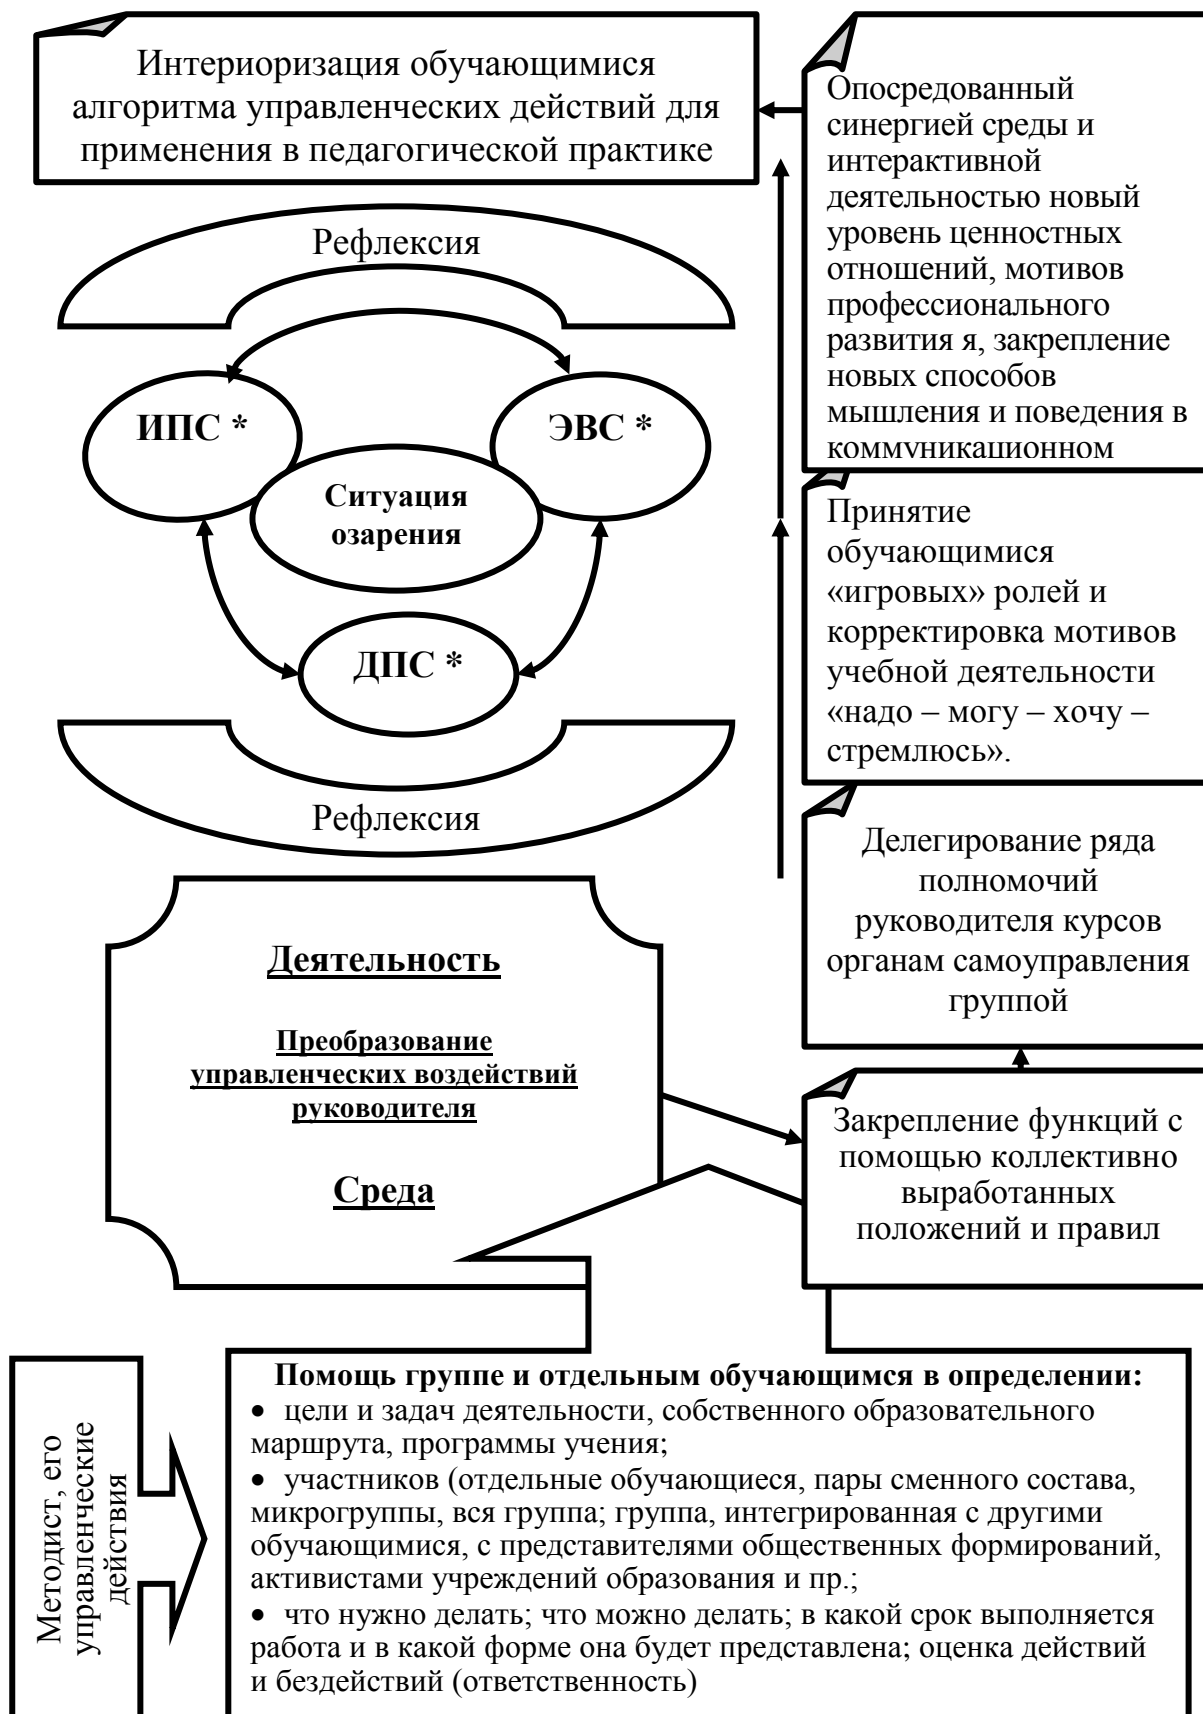 Интериоризация обучающимися
алгоритма управленческих действий для
применения в педагогической практике
Опосредованный
синергией среды и
интерактивной
деятельностью новый
уровень ценностных
отношений, мотивов
профессионального
развития я, закрепление
новых способов
мышления и поведения в
коммуникационном
Рефлексия
ИПС *
ЭВС *
Ситуация
озарения
ДПС *
Рефлексия
Принятие
обучающимися
«игровых» ролей и
корректировка мотивов
учебной деятельности
«надо – могу – хочу –
стремлюсь».
Делегирование ряда
полномочий
руководителя курсов
органам самоуправления
группой
Деятельность
Преобразование
управленческих воздействий
руководителя
Среда
Закрепление функций с
помощью коллективно
выработанных
положений и правил
Методист, его
управленческие
действия
Помощь группе и отдельным обучающимся в определении:
• цели и задач деятельности, собственного образовательного
маршрута, программы учения;
• участников (отдельные обучающиеся, пары сменного состава,
микрогруппы, вся группа; группа, интегрированная с другими
обучающимися, с представителями общественных формирований,
активистами учреждений образования и пр.;
• что нужно делать; что можно делать; в какой срок выполняется
работа и в какой форме она будет представлена; оценка действий
и бездействий (ответственность)